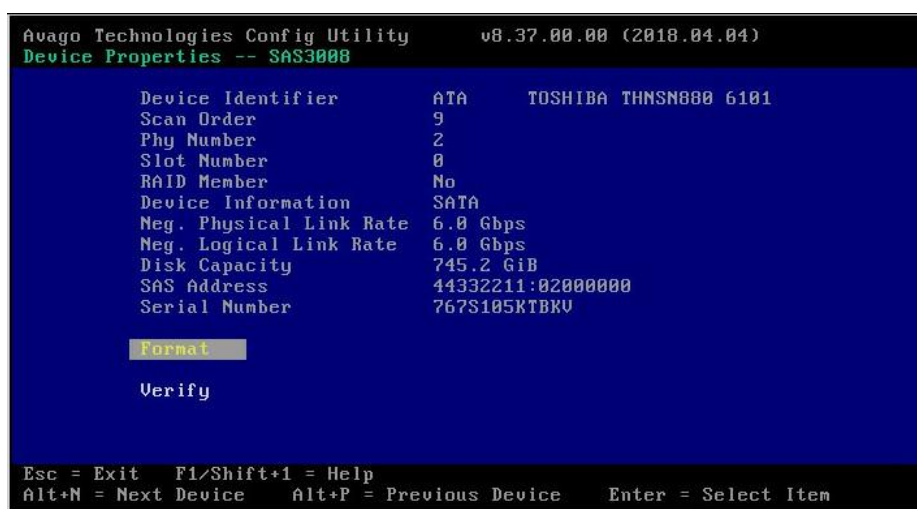 Avago Technologies Config Utility v8.37.00.00 (2018.04.04)
Device Properties -- SAS3008
Device Identifier ATA TOSHIBA THNSN880 6101
Scan Order 9
Phy Number 2
Slot Number 0
RAID Member No
Device Information SATA
Neg. Physical Link Rate 6.0 Gbps
Neg. Logical Link Rate 6.0 Gbps
Disk Capacity 745.2 GiB
SAS Address 44332211:02000000
Serial Number 767S105KTBKV
Format
Verify
Esc = Exit F1/Shift+1 = Help
Alt+N = Next Device Alt+P = Previous Device Enter = Select Item